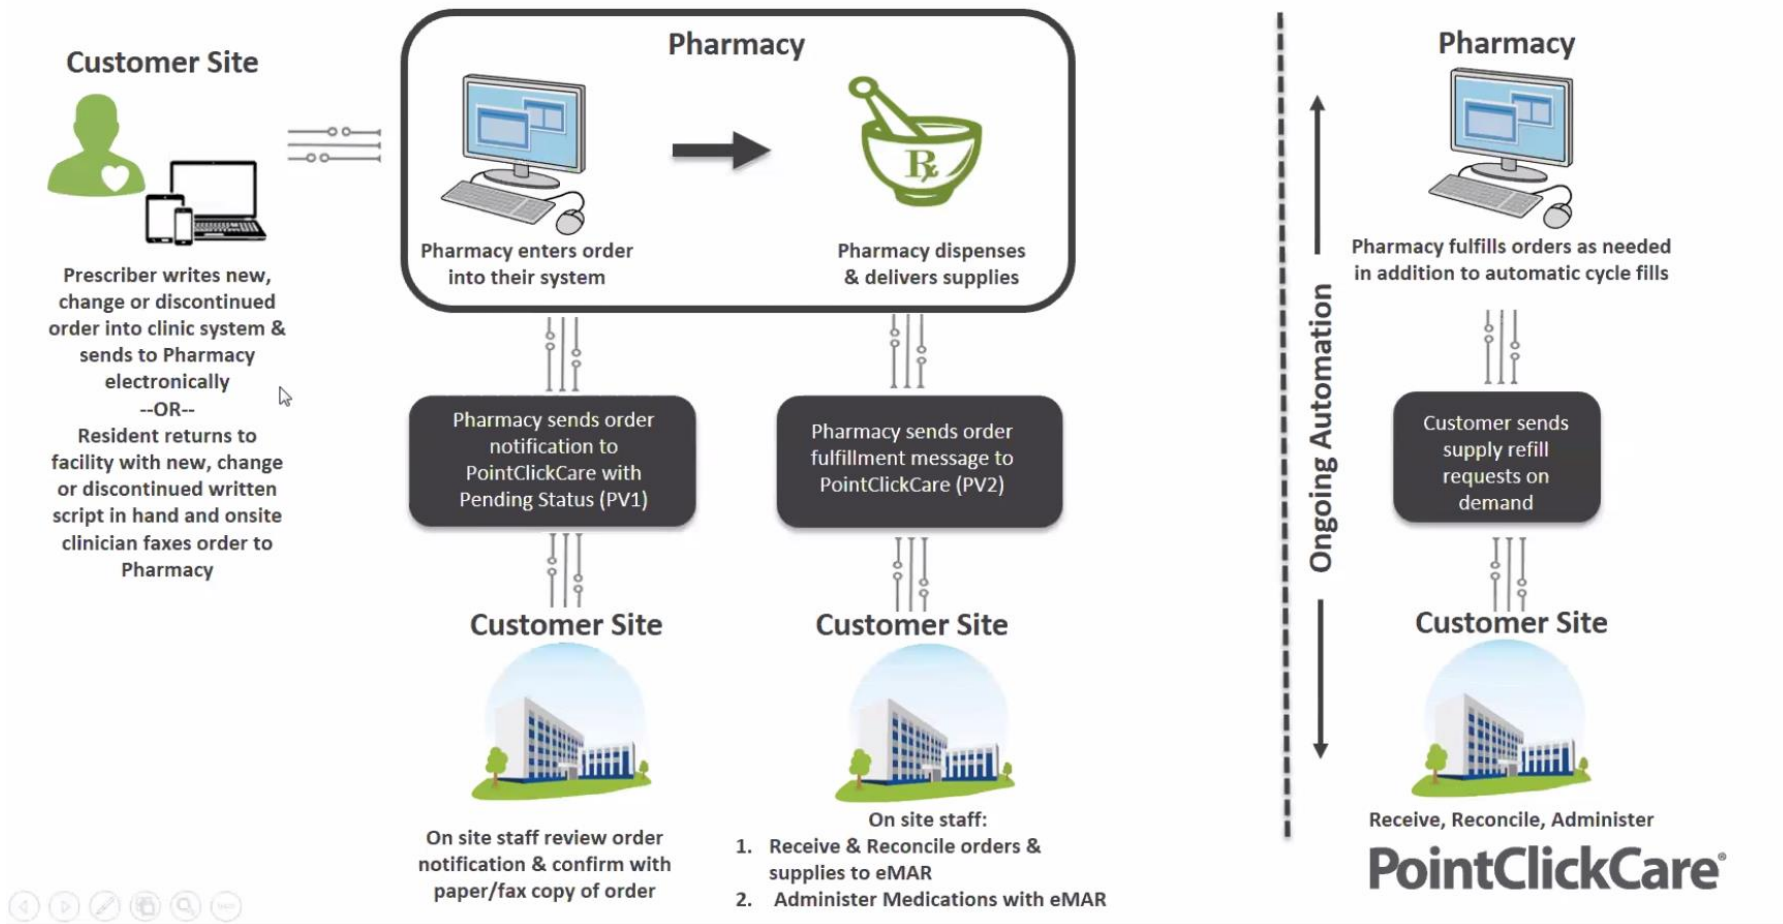 Customer Site
Prescriber writes new,
change or discontinued
order into clinic system &
sends to Pharmacy
electronically
--OR--
Resident returns to
facility with new, change
or discontinued written
script in hand and onsite
clinician faxes order to
Pharmacy
Pharmacy
Pharmacy enters order
into their system
Rx
Pharmacy dispenses
& delivers supplies
Pharmacy sends order
notification to
PointClickCare with
Pending Status (PV1)
Pharmacy sends order
fulfillment message to
PointClickCare (PV2)
Customer Site
On site staff review order
notification & confirm with
paper/fax copy of order
Customer Site
On site staff:
1. Receive & Reconcile orders &
supplies to eMAR
2. Administer Medications with eMAR
Ongoing Automation
Pharmacy
Pharmacy fulfills orders as needed
in addition to automatic cycle fills
Customer sends
supply refill
requests on
demand
Customer Site
Receive, Reconcile, Administer
PointClickCare®